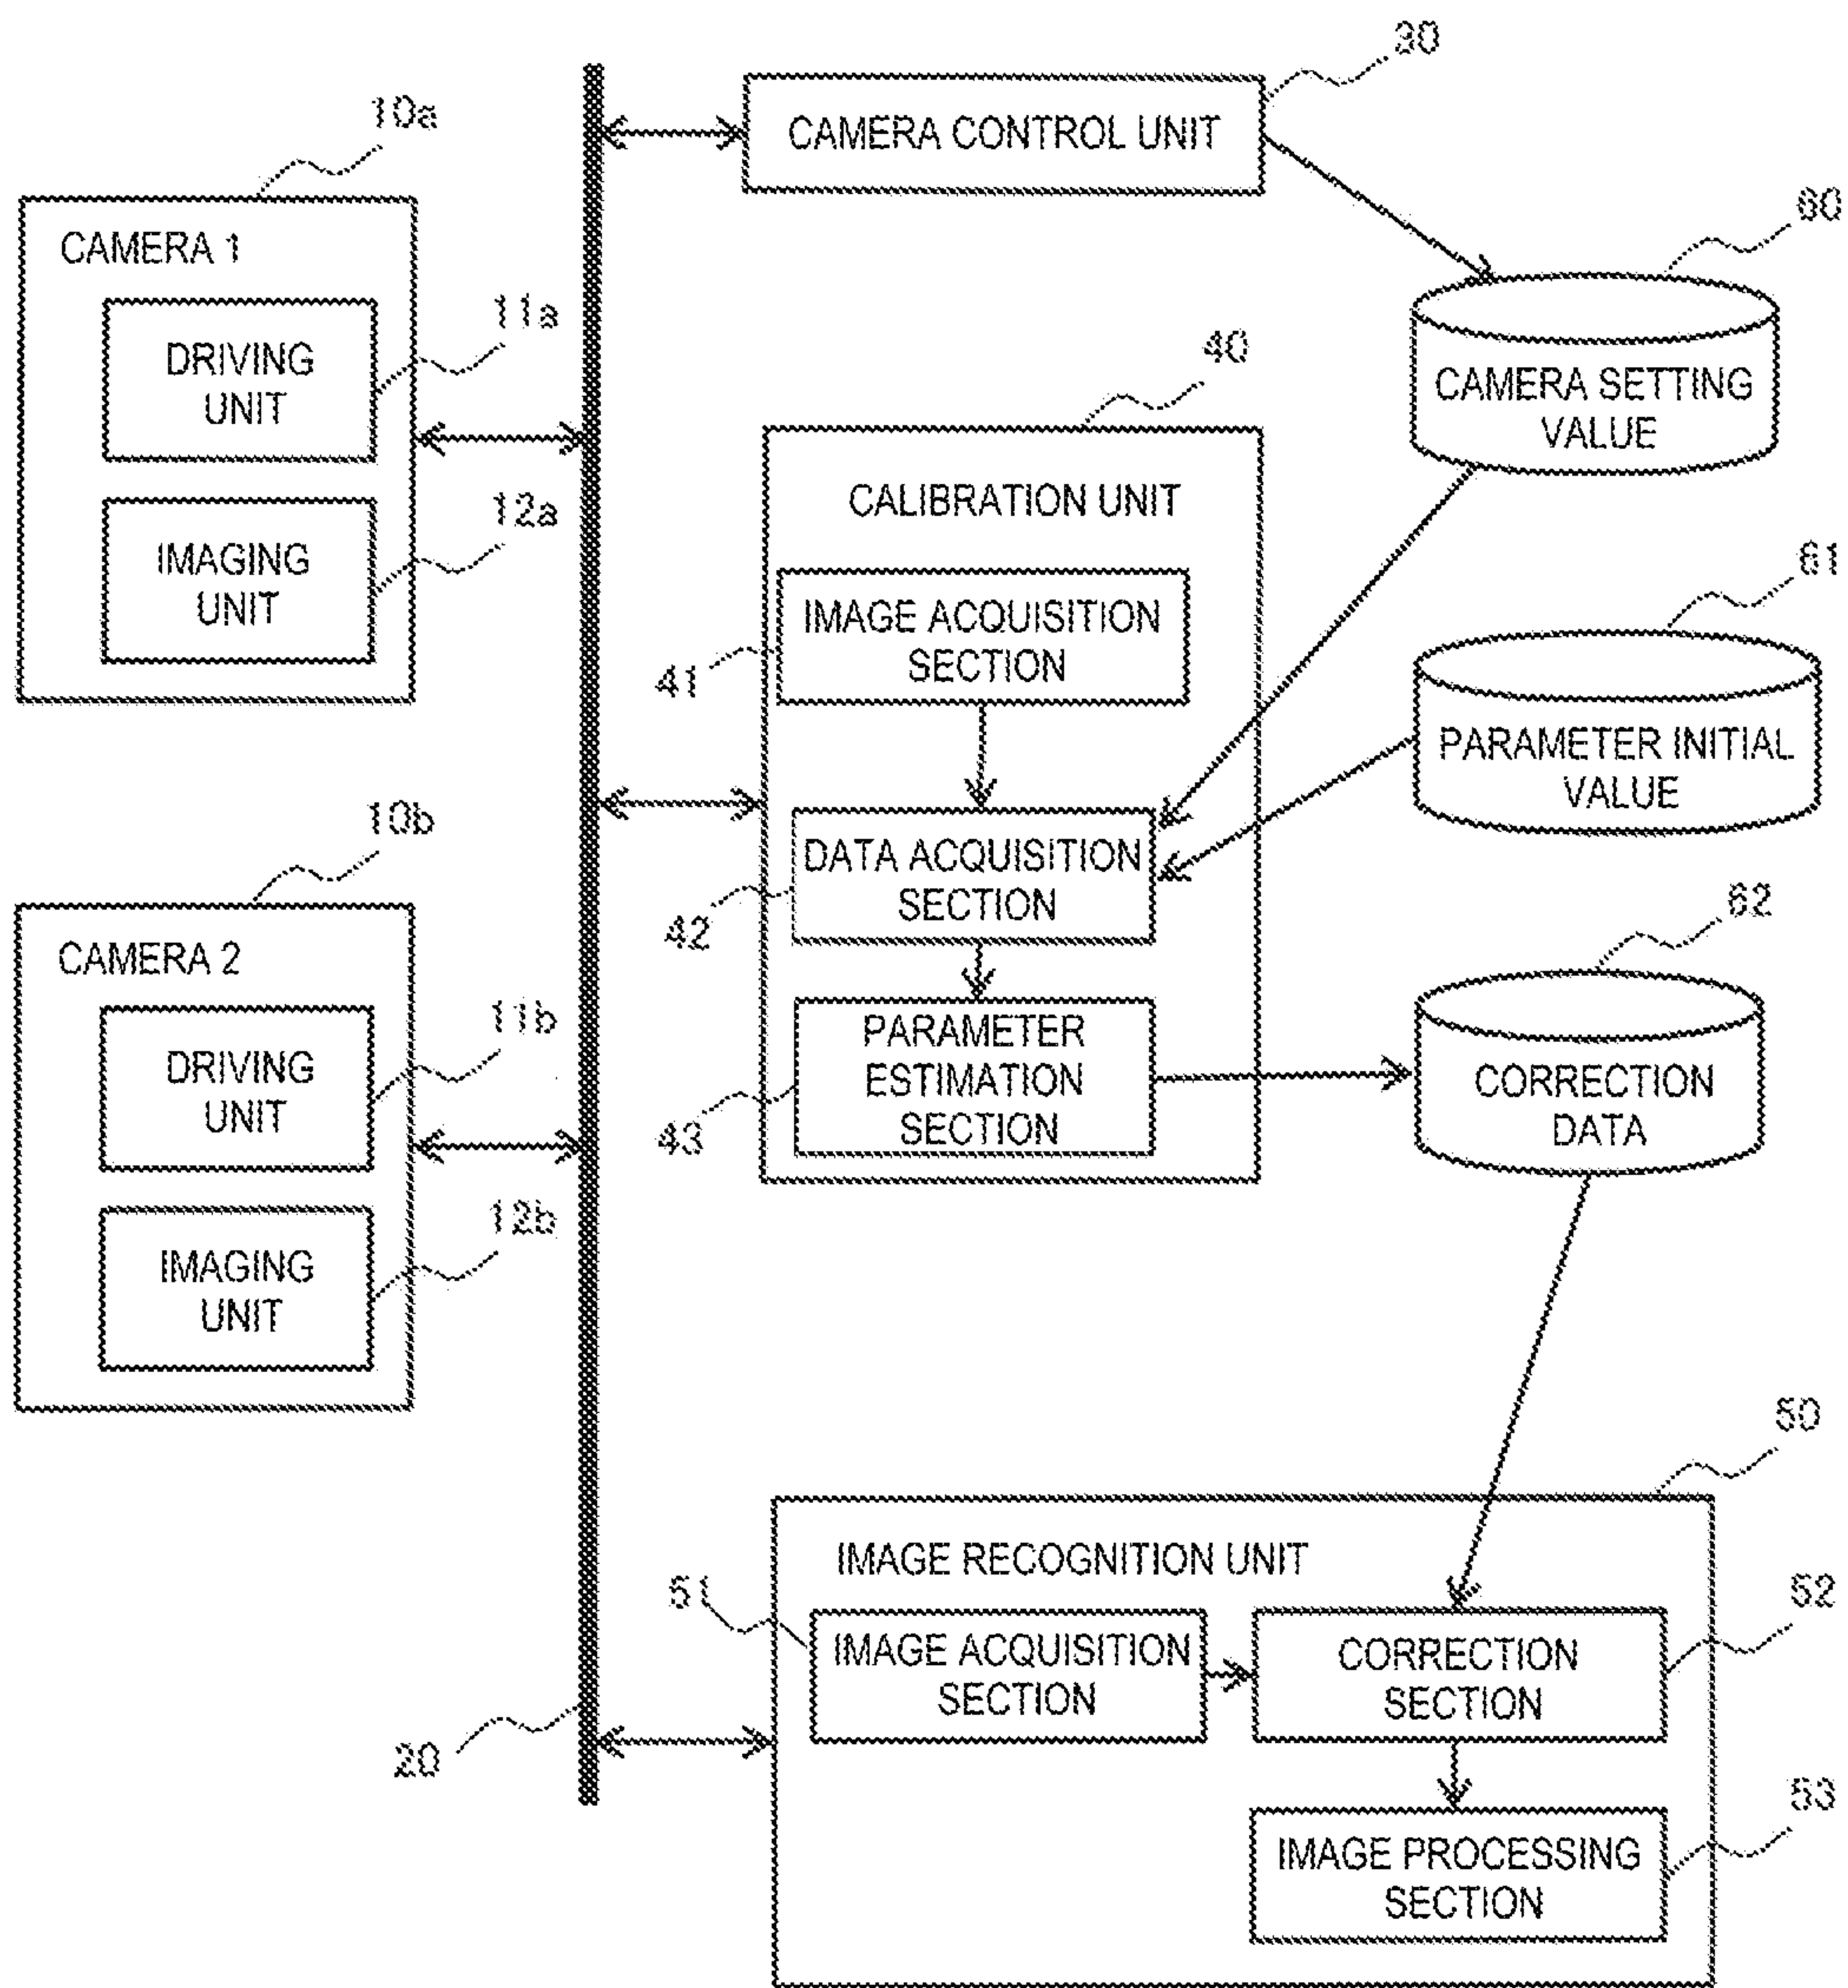 30
CAMERA CONTROL UNIT
10a
CAMERA 1
DRIVING
UNIT
11a
IMAGING
UNIT
12a
60
CAMERA SETTING
VALUE
40
CALIBRATION UNIT
IMAGE ACQUISITION
SECTION
41
61
PARAMETER INITIAL
VALUE
DATA ACQUISITION
SECTION
42
10b
CAMERA 2
DRIVING
UNIT
11b
IMAGING
UNIT
12b
PARAMETER
ESTIMATION
SECTION
43
62
CORRECTION
DATA
50
IMAGE RECOGNITION UNIT
51
IMAGE ACQUISITION
SECTION
CORRECTION
SECTION
52
20
IMAGE PROCESSING
SECTION
53